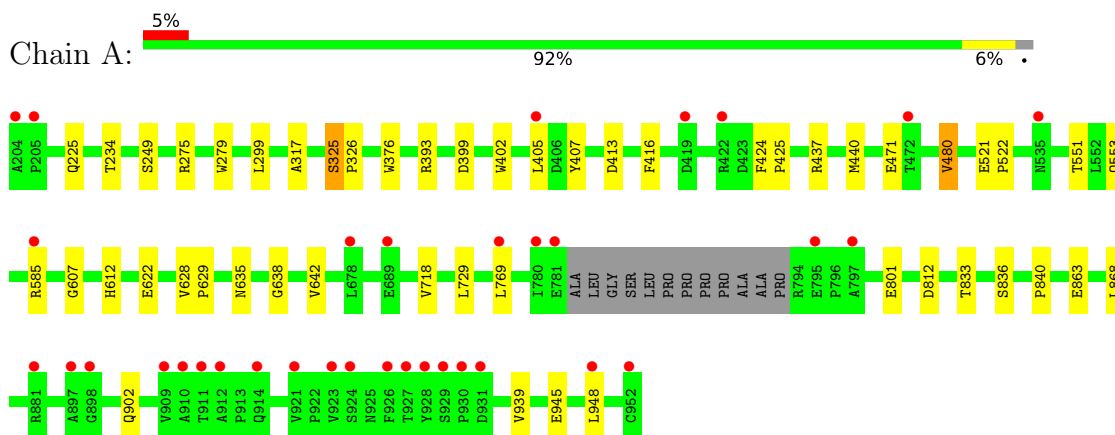 5%
Chain A:
92%
6%
•
A204 P205 Q225 T234 S249 R275 W279 L299 A317 S325 P326 W376 R393 D399 W402 L405 D406 Y407 D413 F416 D419 R422 D423 F424 P425 R437 M440 E471 T472 V480 E521 P522 N535 T551 L552 Q553
R585 G607 H612 E622 V628 P629 N635 G638 V642 L678 E689 V718 L729 L769 I780 E781 ALA LEU GLY SER LEU PRO PRO PRO PRO ALA ALA PRO R794 E795 P796 A797 E801 D812 T833 S836 P840 E863 L868
R881 A897 G898 Q902 V909 A910 T911 A912 P913 Q914 V921 P922 V923 S924 N925 F926 T927 Y928 S929 P930 D931 V939 E945 L948 C952